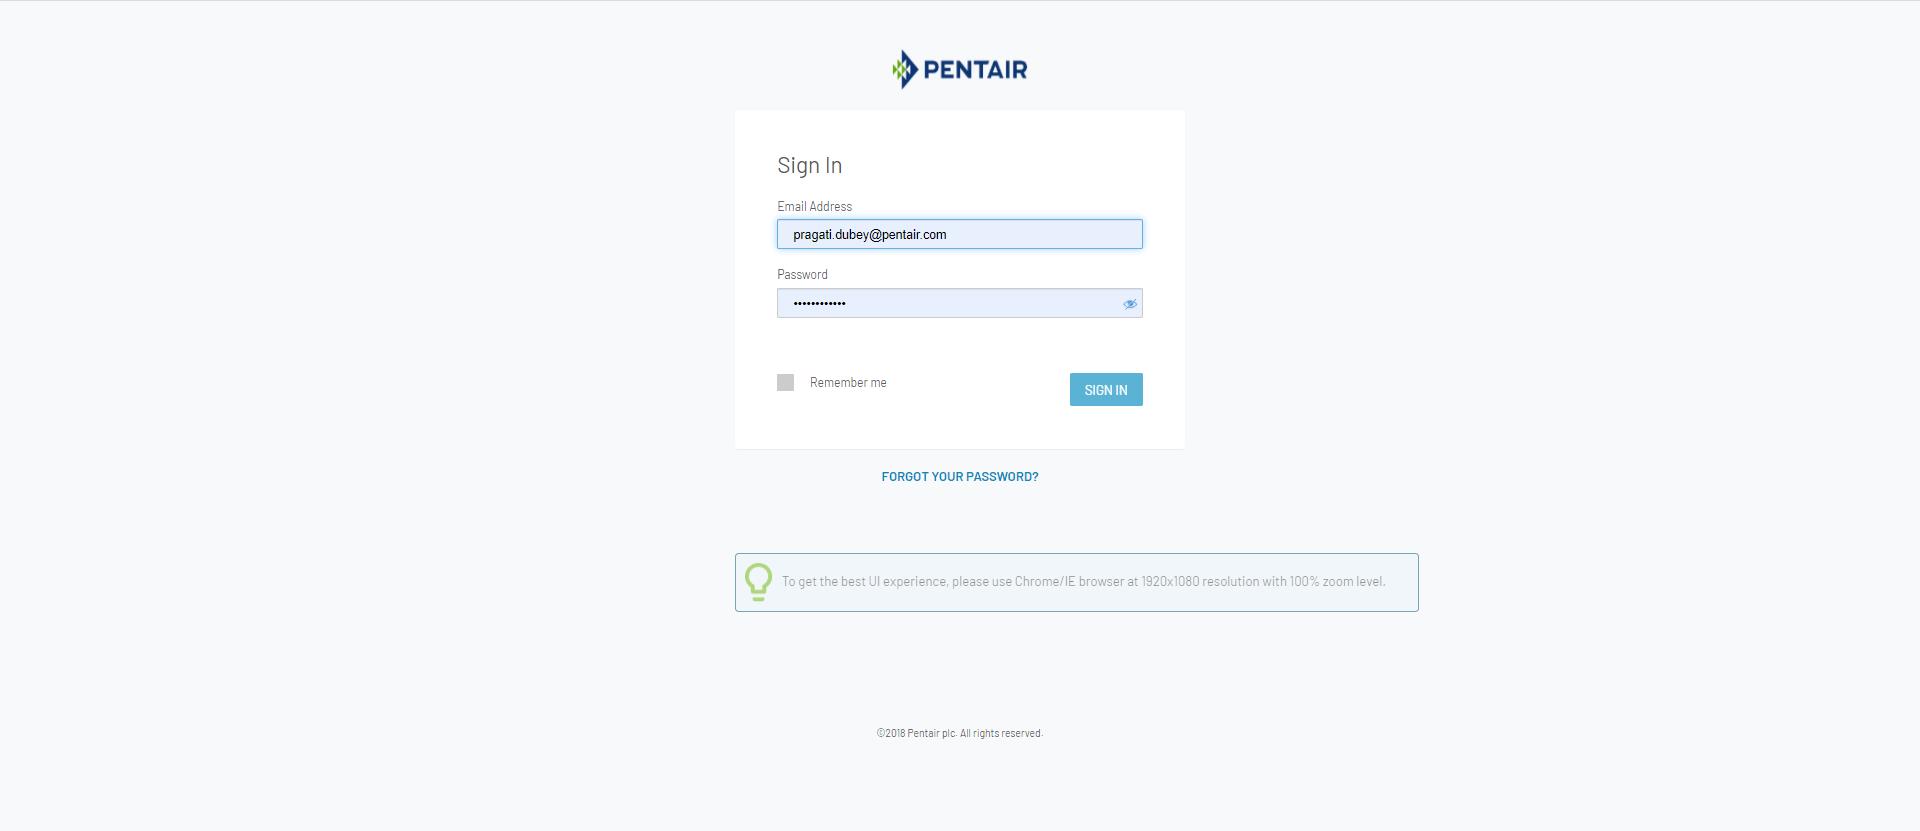 PENTAIR
Sign In
Email Address
pragati.dubey@pentair.com
Password
••••••••••••
Remember me
SIGN IN
FORGOT YOUR PASSWORD?
To get the best UI experience, please use Chrome/IE browser at 1920x1080 resolution with 100% zoom level.
©2018 Pentair plc. All rights reserved.